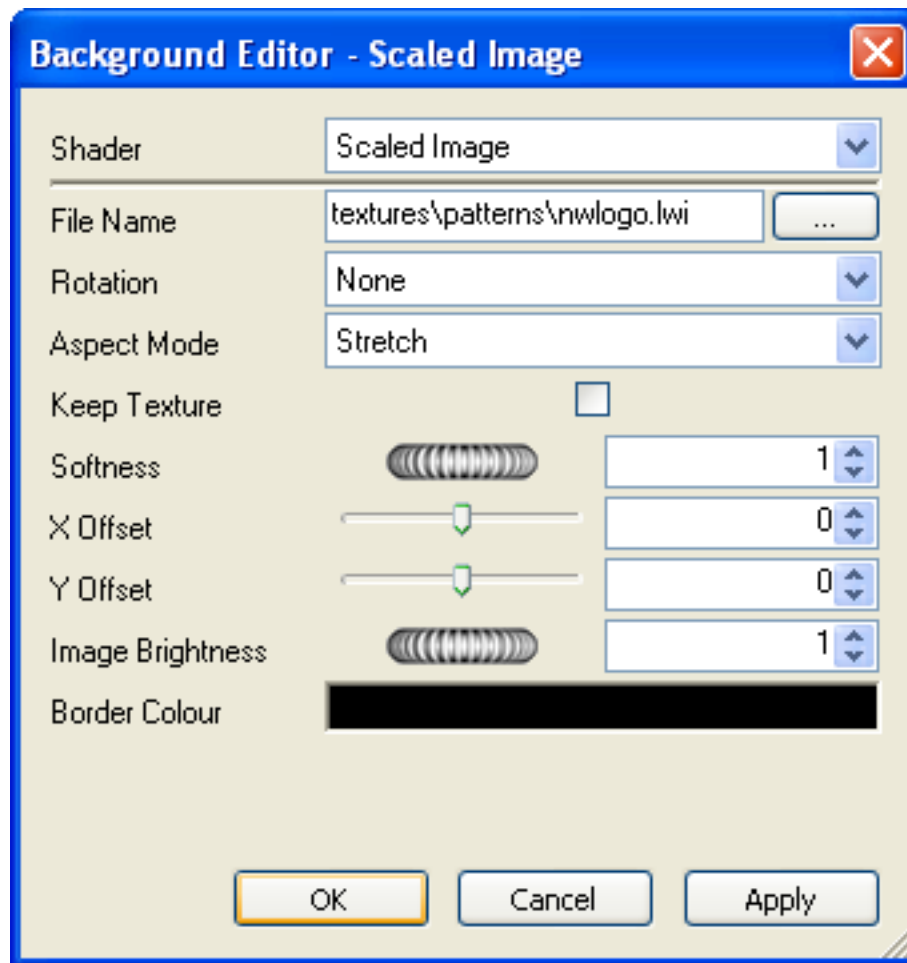 Background Editor - Scaled Image
Shader Scaled Image
File Name textures\patterns\nwlogo.lwi ...
Rotation None
Aspect Mode Stretch
Keep Texture
Softness 1
X Offset 0
Y Offset 0
Image Brightness 1
Border Colour
OK Cancel Apply